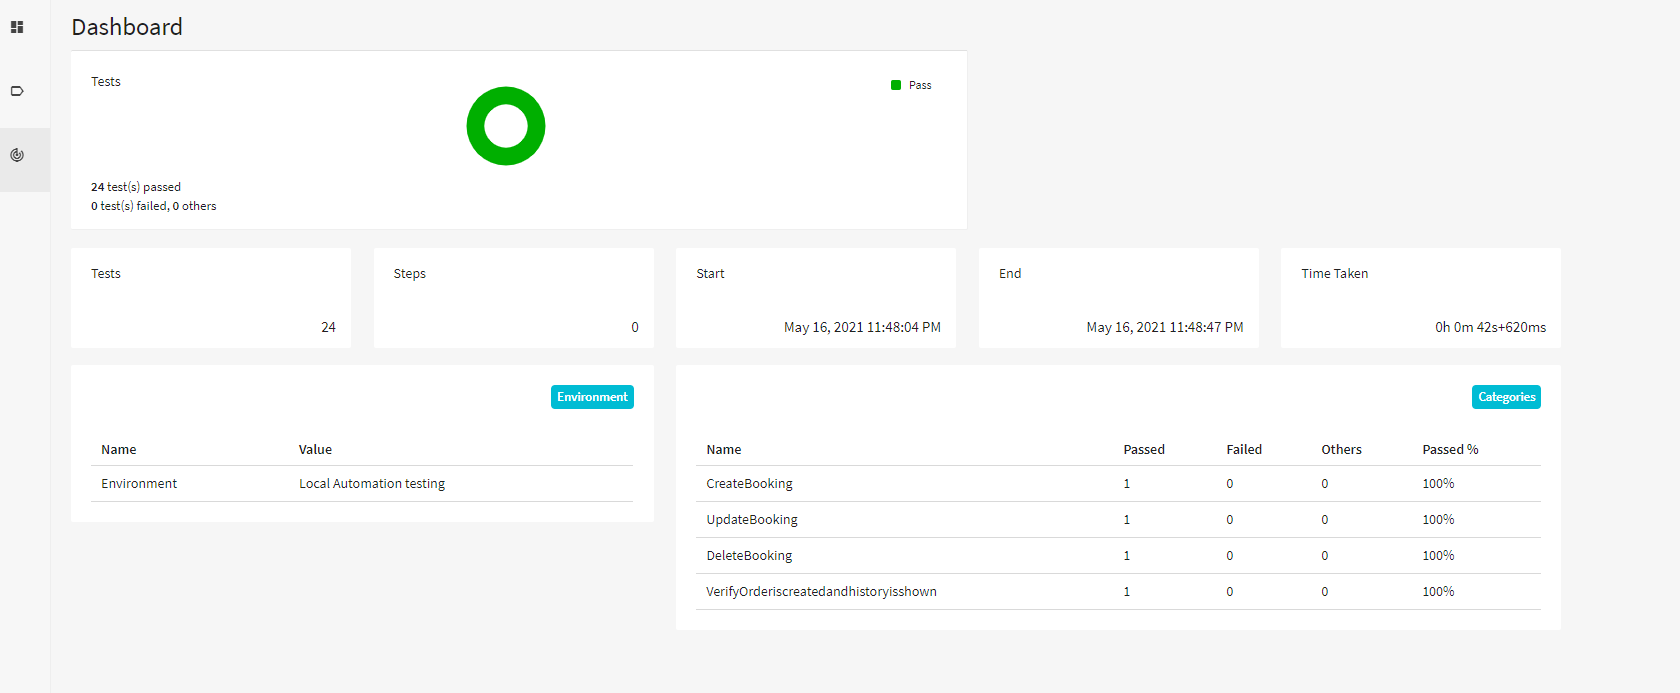 Dashboard
Tests
Pass
24 test(s) passed
0 test(s) failed, 0 others
Tests
24
Steps
0
Start
May 16, 2021 11:48:04 PM
End
May 16, 2021 11:48:47 PM
Time Taken
0h 0m 42s+620ms
Environment
Name Value
Environment Local Automation testing
Categories
Name Passed Failed Others Passed %
CreateBooking 1 0 0 100%
UpdateBooking 1 0 0 100%
DeleteBooking 1 0 0 100%
VerifyOrderiscreatedandhistoryisshown 1 0 0 100%